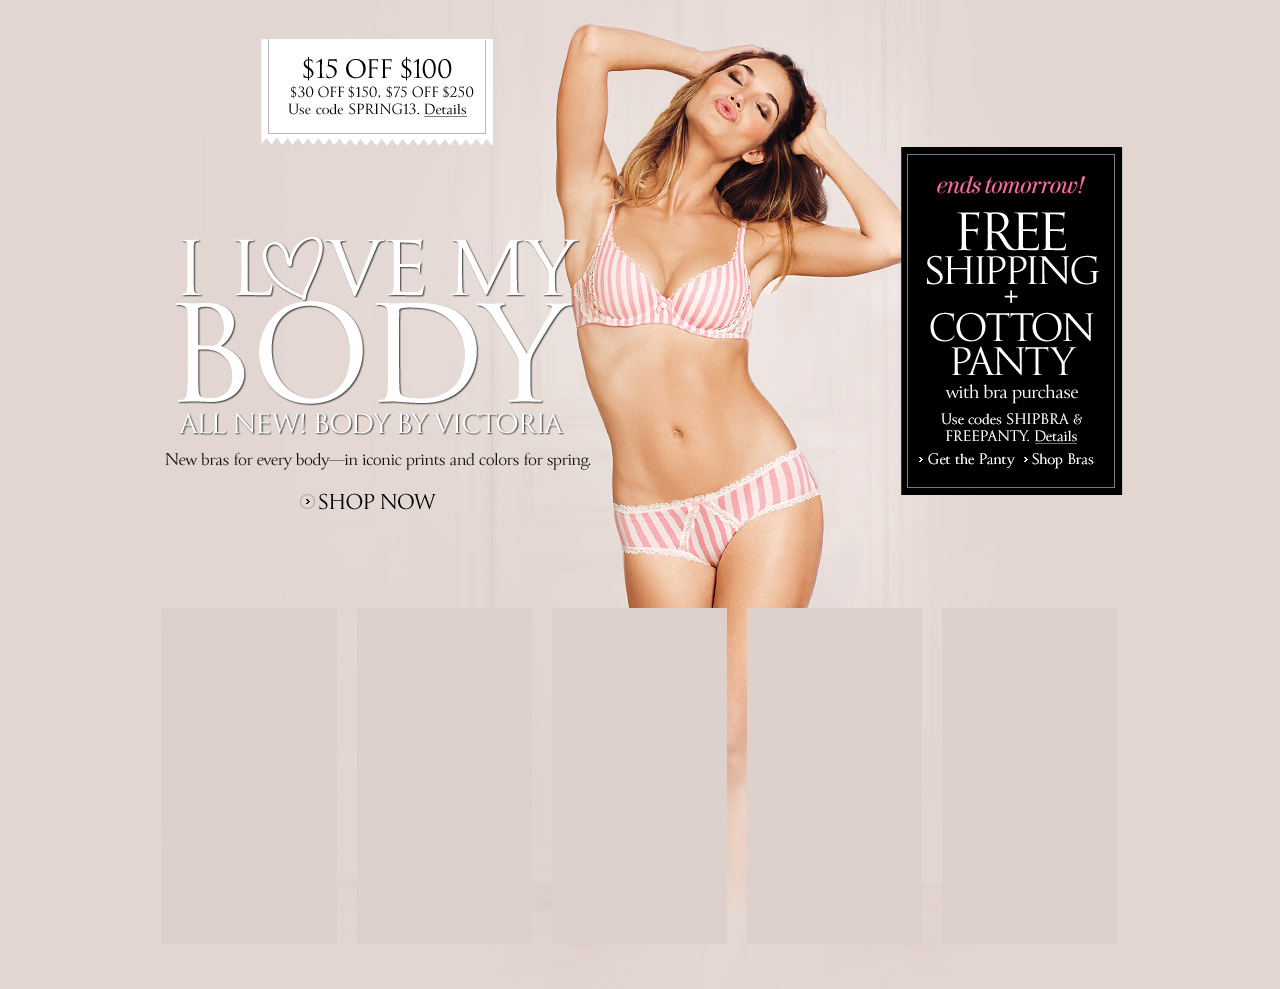 $15 OFF $100
$30 OFF $150, $75 OFF $250
Use code SPRING13. Details
I LOVE MY
BODY
ALL NEW! BODY BY VICTORIA
New bras for every body—in iconic prints and colors for spring.
SHOP NOW
ends tomorrow!
FREE
SHIPPING
+
COTTON
PANTY
with bra purchase
Use codes SHIPBRA &
FREEPANTY. Details
› Get the Panty › Shop Bras